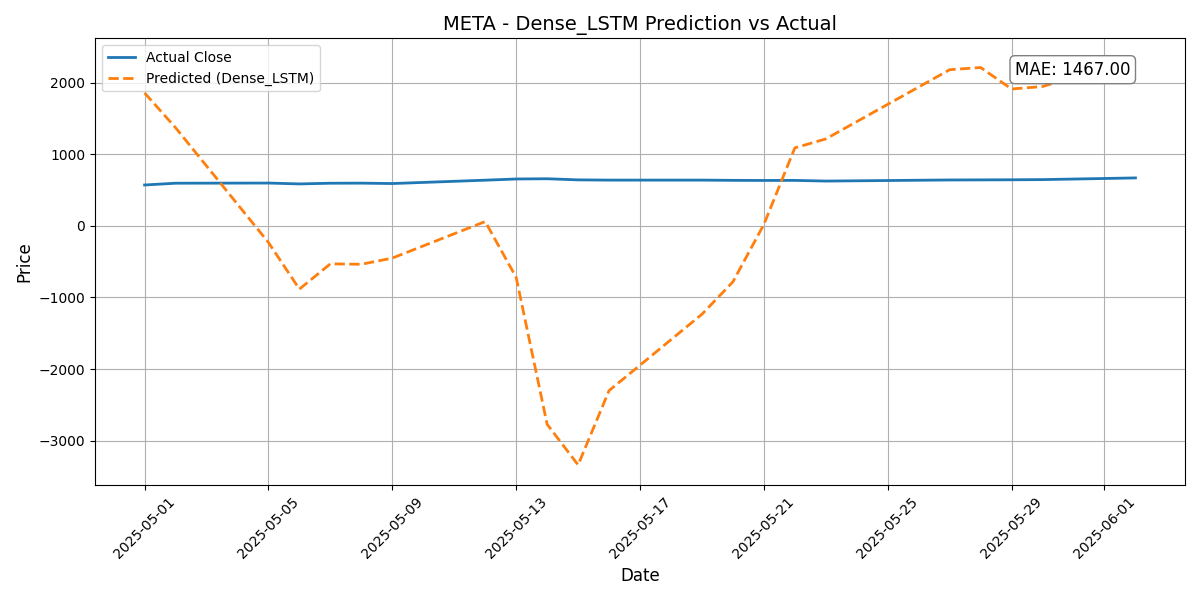 META - Dense_LSTM Prediction vs Actual
Actual Close
Predicted (Dense_LSTM)
MAE: 1467.00
Price
2000
1000
0
−1000
−2000
−3000
2025-05-01
2025-05-05
2025-05-09
2025-05-13
2025-05-17
2025-05-21
2025-05-25
2025-05-29
2025-06-01
Date